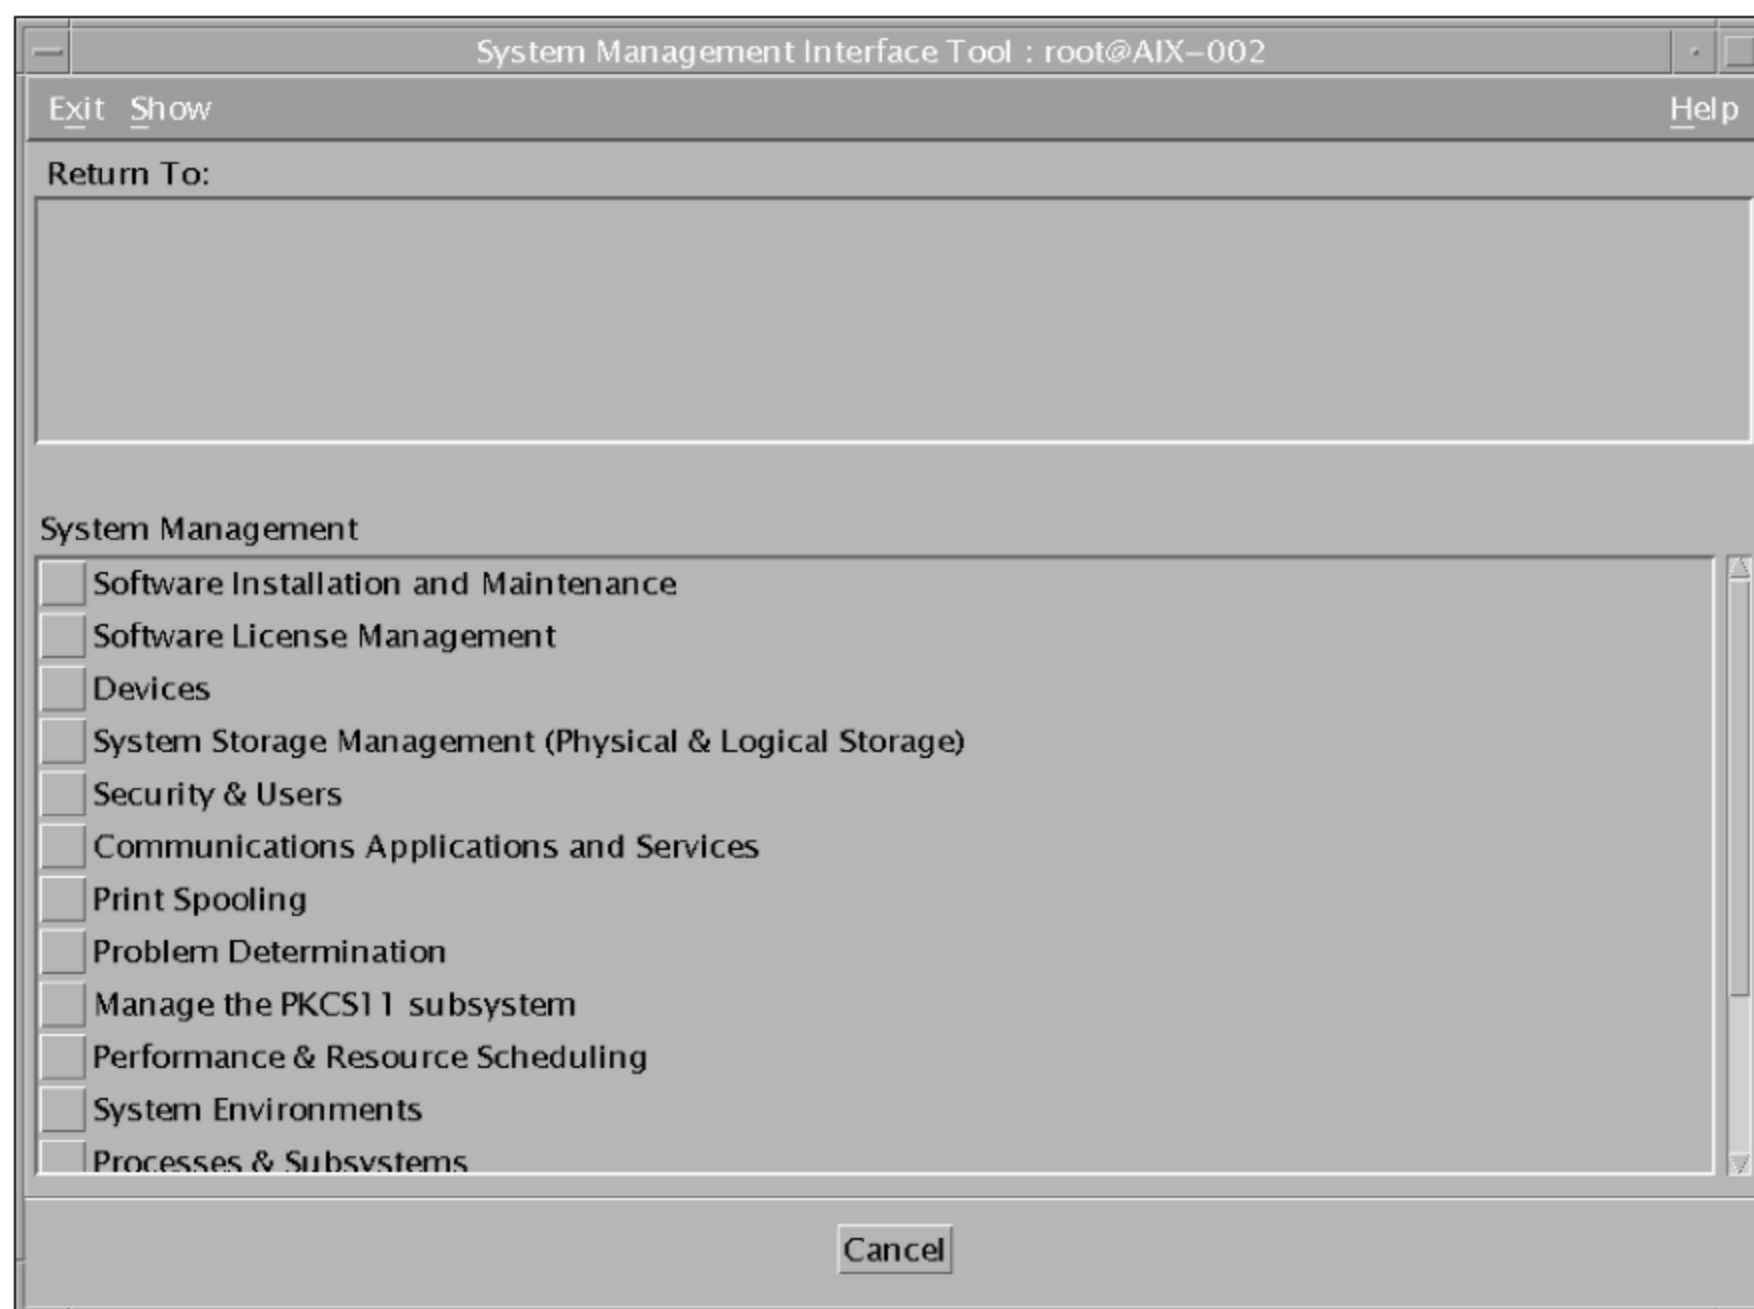 System Management Interface Tool : root@AIX-002
Exit Show Help
Return To:
System Management
Software Installation and Maintenance
Software License Management
Devices
System Storage Management (Physical & Logical Storage)
Security & Users
Communications Applications and Services
Print Spooling
Problem Determination
Manage the PKCS11 subsystem
Performance & Resource Scheduling
System Environments
Processes & Subsystems
Cancel